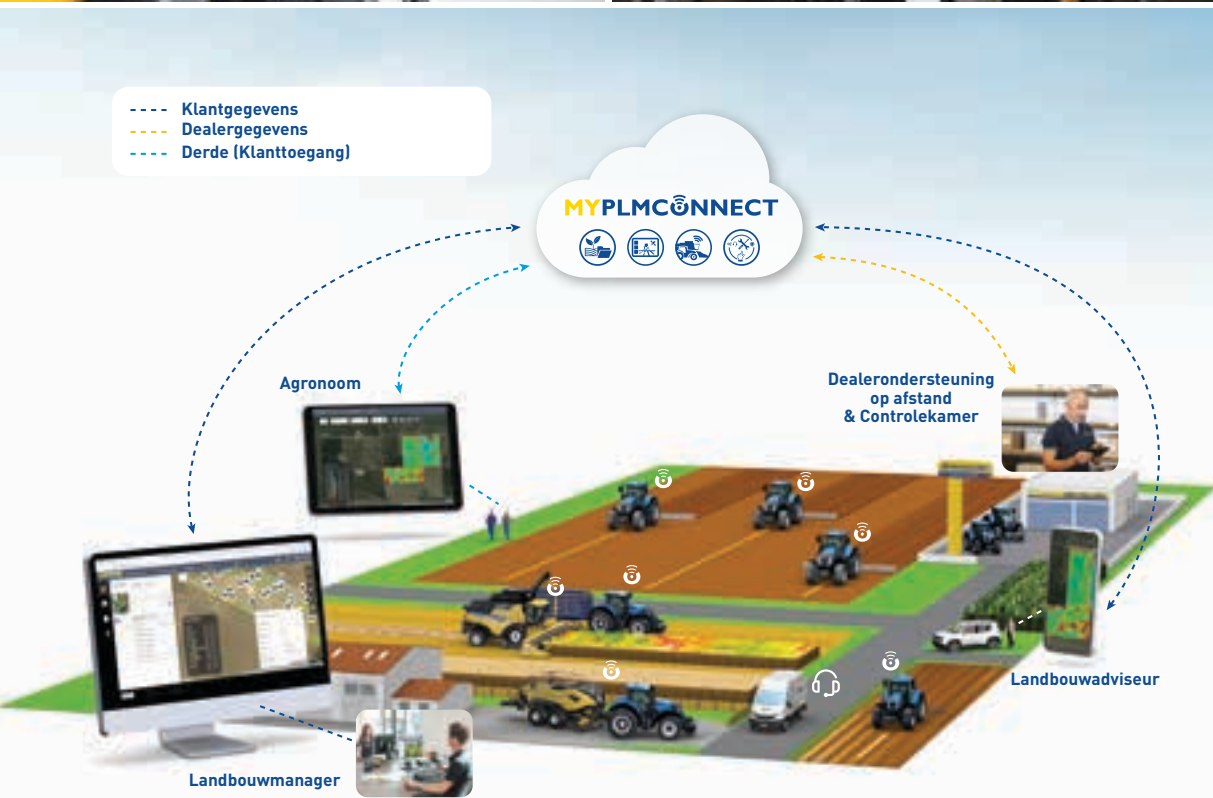 Klantgegevens
Dealergegevens
Derde (Klanttoegang)
MYPLMCONNECT
Agronoom
Dealerondersteuning
op afstand
& Controlekamer
Landbouwadviseur
Landbouwmanager